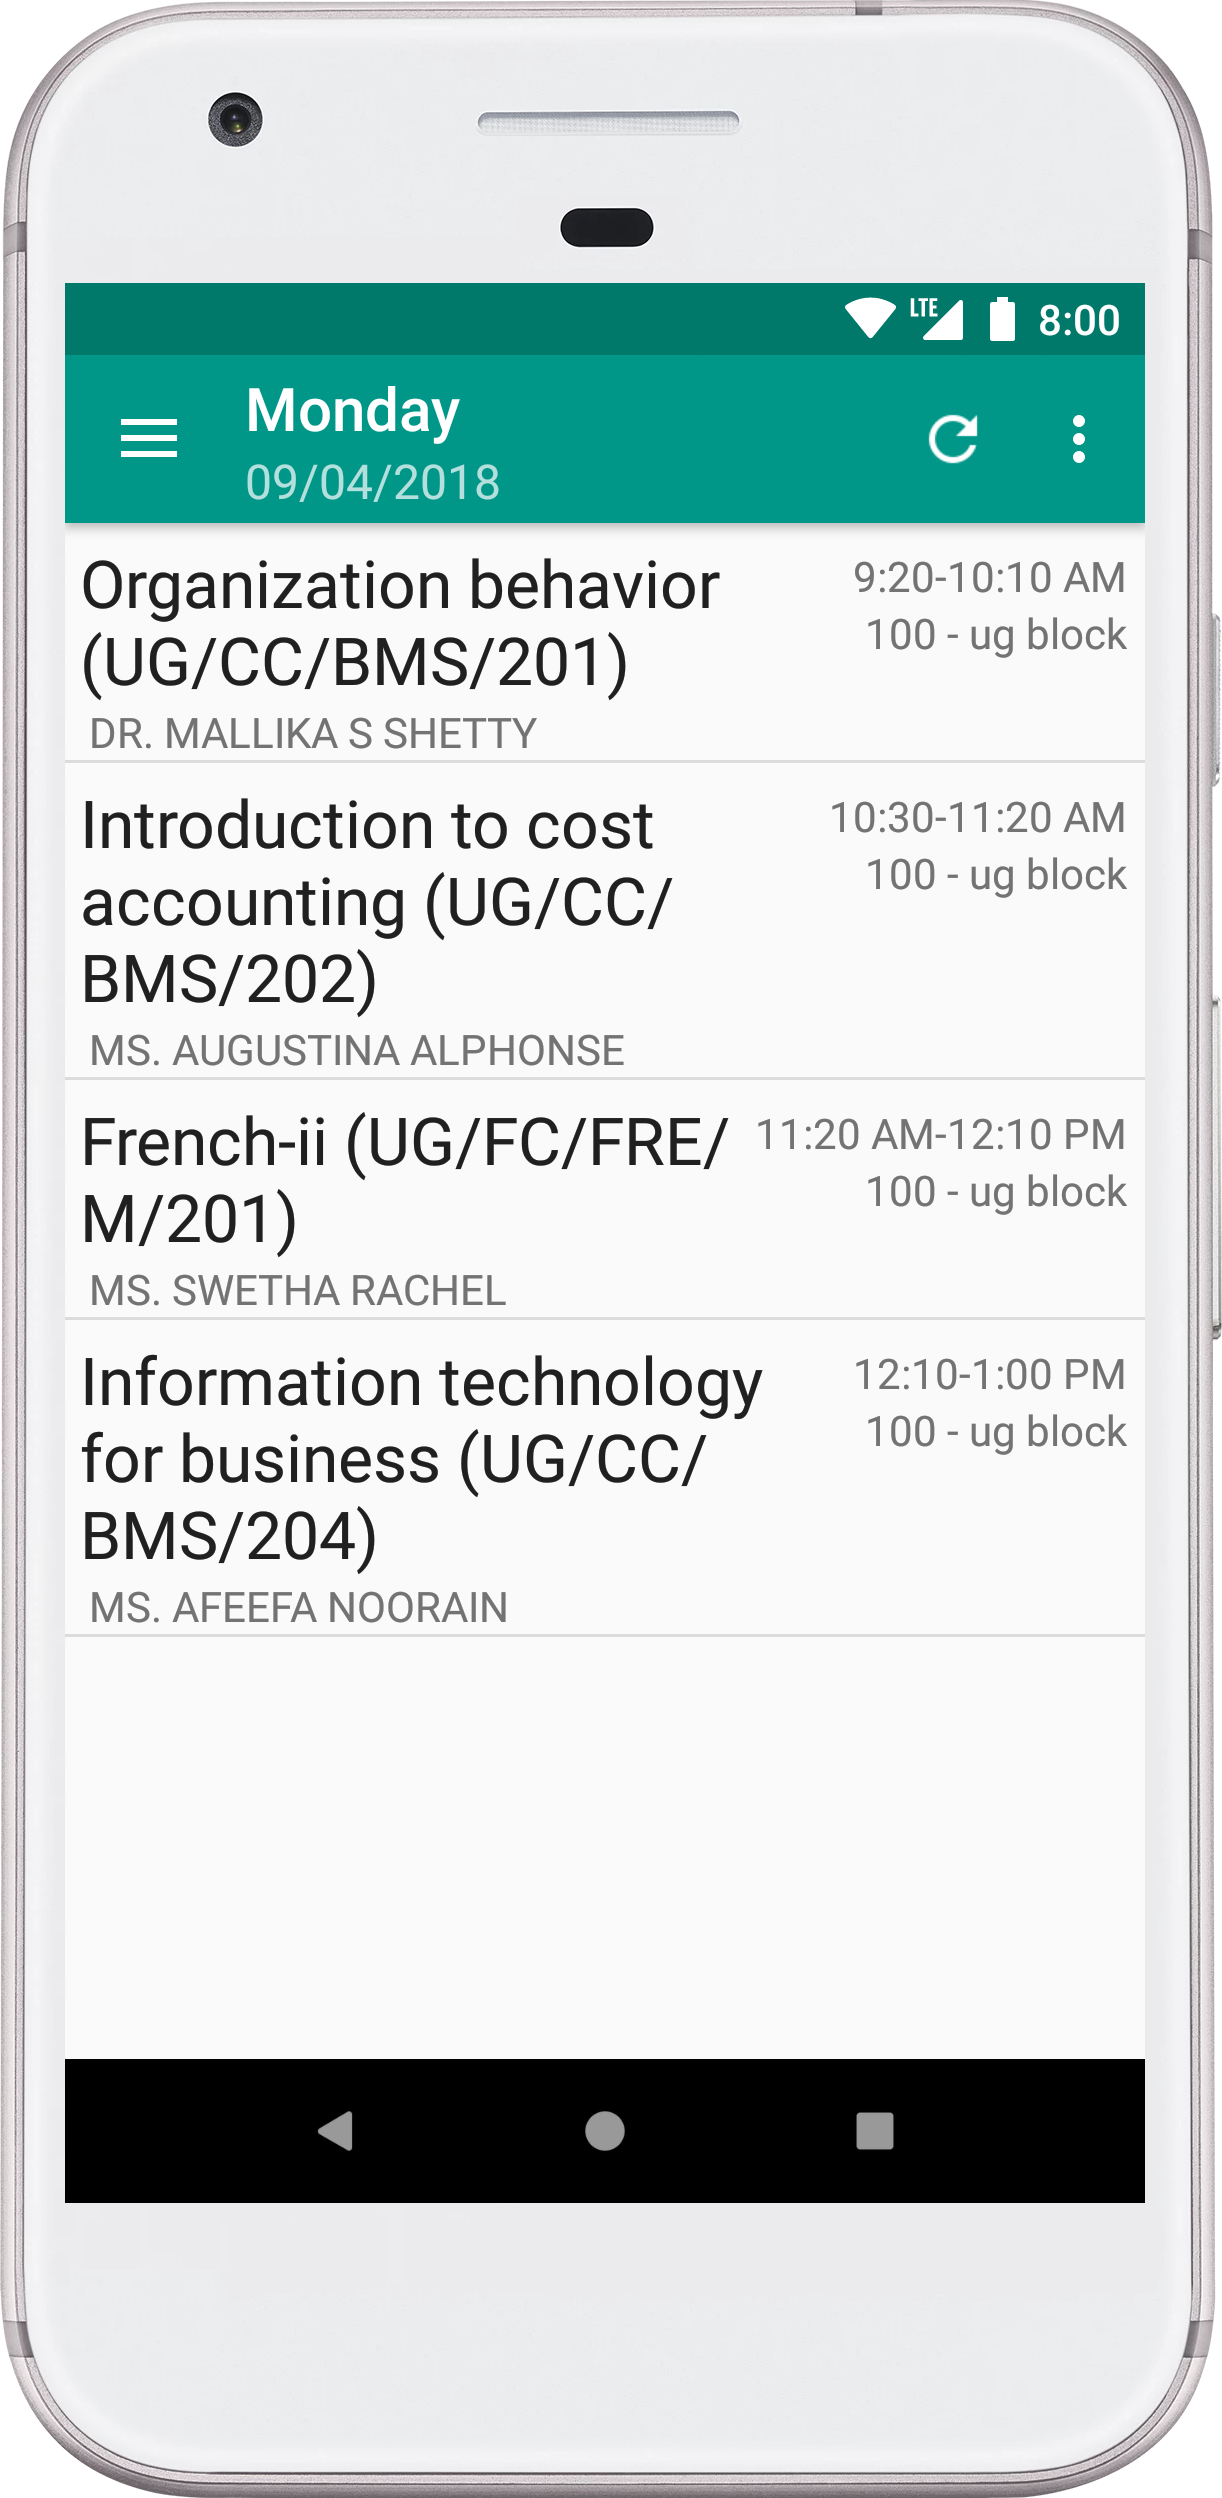 LTE 8:00
Monday
09/04/2018
Organization behavior
(UG/CC/BMS/201)
DR. MALLIKA S SHETTY
9:20-10:10 AM
100 - ug block
Introduction to cost
accounting (UG/CC/
BMS/202)
MS. AUGUSTINA ALPHONSE
10:30-11:20 AM
100 - ug block
French-ii (UG/FC/FRE/
M/201)
MS. SWETHA RACHEL
11:20 AM-12:10 PM
100 - ug block
Information technology
for business (UG/CC/
BMS/204)
MS. AFEEFA NOORAIN
12:10-1:00 PM
100 - ug block